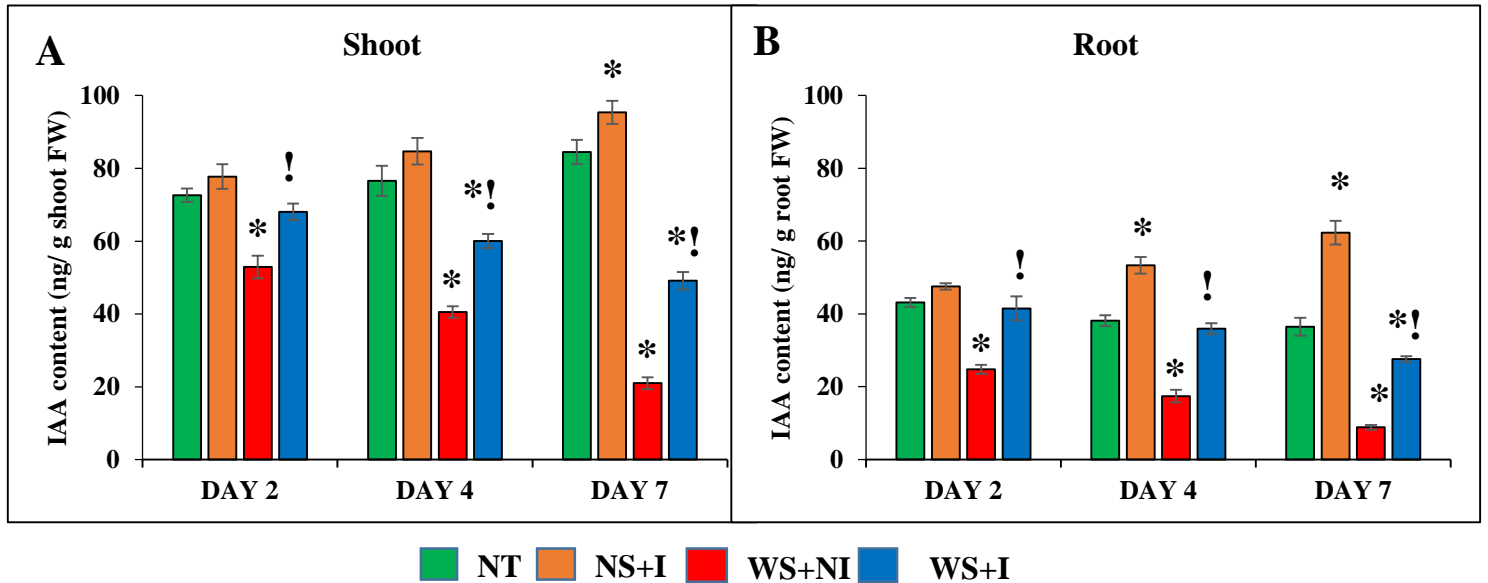 A
Shoot
IAA content (ng/ g shoot FW)
100
80
60
40
20
0
!
*
*!
*
*
*!
*
DAY 2
DAY 4
DAY 7
B
Root
IAA content (ng/ g root FW)
100
80
60
40
20
0
*
!
*
*
!
*
*
*!
DAY 2
DAY 4
DAY 7
NT NS+I WS+NI WS+I